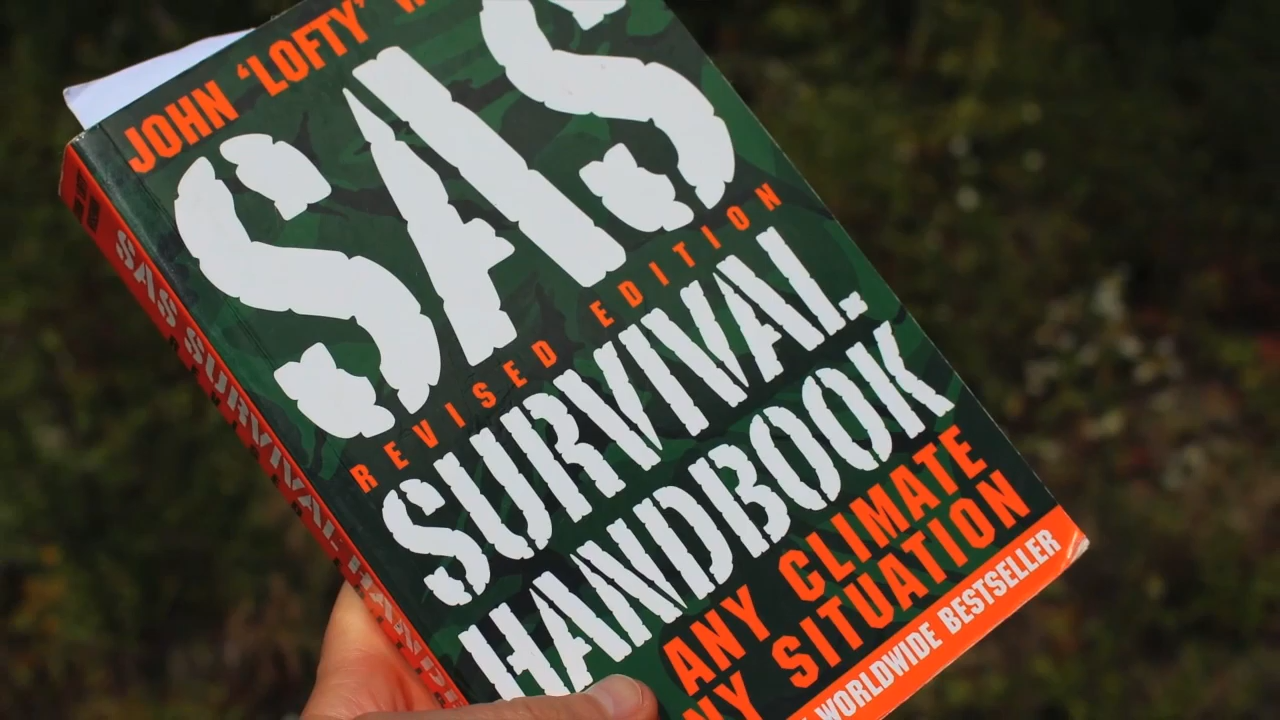 JOHN 'LOFTY'
SAS
REVISED EDITION
SURVIVAL
HANDBOOK
ANY CLIMATE
SITUATION
WORLDWIDE BESTSELLER
SAS SURVIVAL